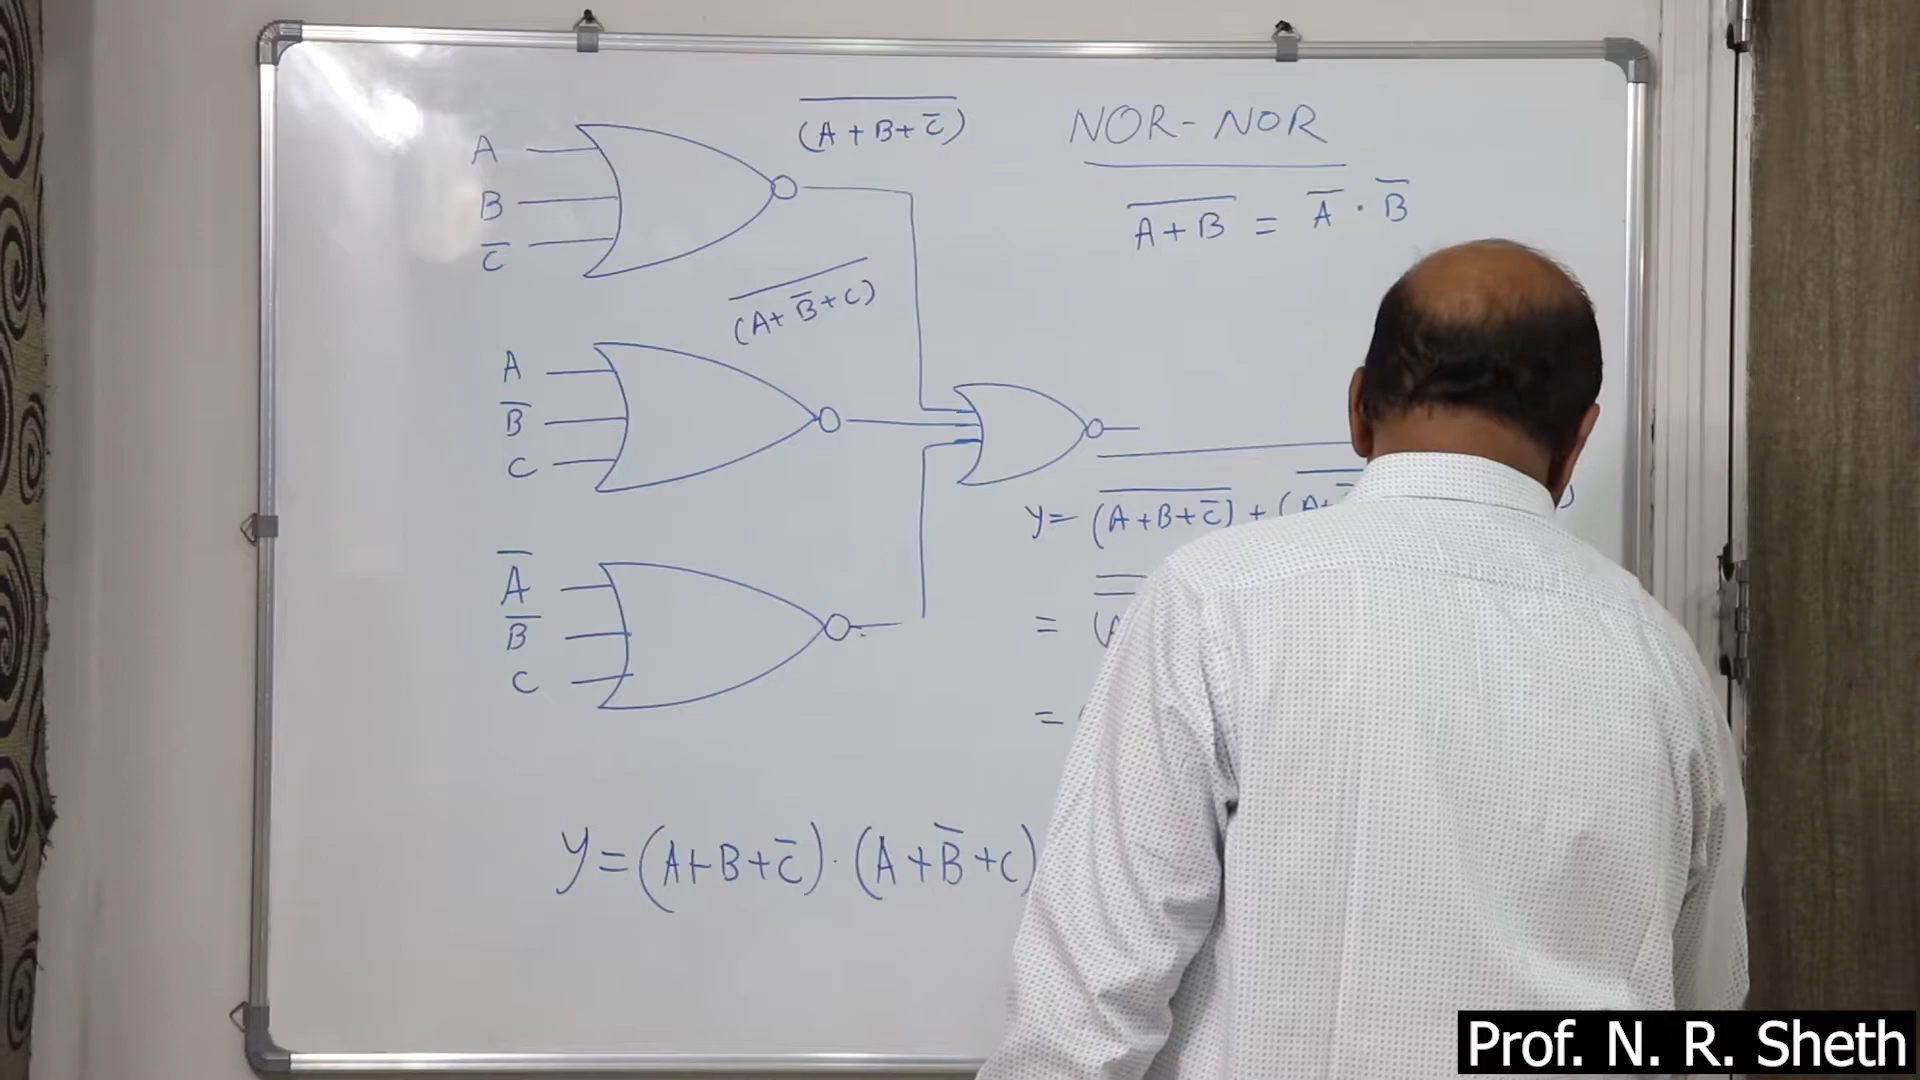 A
B
C̅
(A + B + C̅)̅
NOR - NOR
A̅+̅B̅ = A̅ · B̅
(A + B̅ + C)̅
A
B̅
C
y = (A + B + C̅)̅ + (A +
=
=
A̅
B̅
C
y = (A + B + C̅) · (A + B̅ + C)
Prof. N. R. Sheth